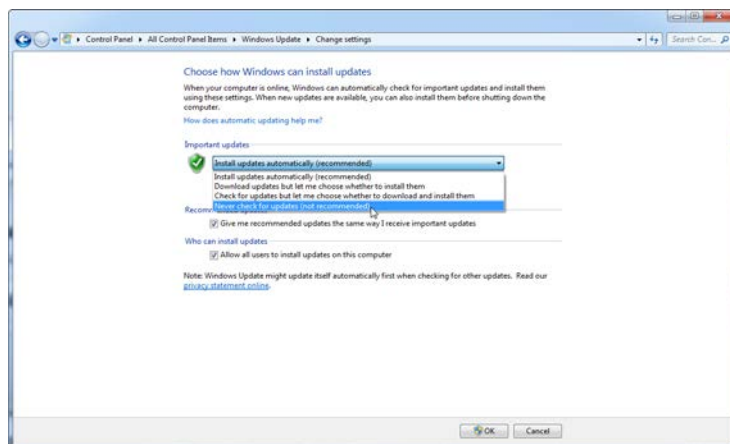 Control Panel ▸ All Control Panel Items ▸ Windows Update ▸ Change settings
Search Con...
Choose how Windows can install updates
When your computer is online, Windows can automatically check for important updates and install them
using these settings. When new updates are available, you can also install them before shutting down the
computer.
How does automatic updating help me?
Important updates
Install updates automatically (recommended)
Install updates automatically (recommended)
Download updates but let me choose whether to install them
Check for updates but let me choose whether to download and install them
Never check for updates (not recommended)
Give me recommended updates the same way I receive important updates
Who can install updates
Allow all users to install updates on this computer
Note: Windows Update might update itself automatically first when checking for other updates. Read our
privacy statement online.
OK Cancel